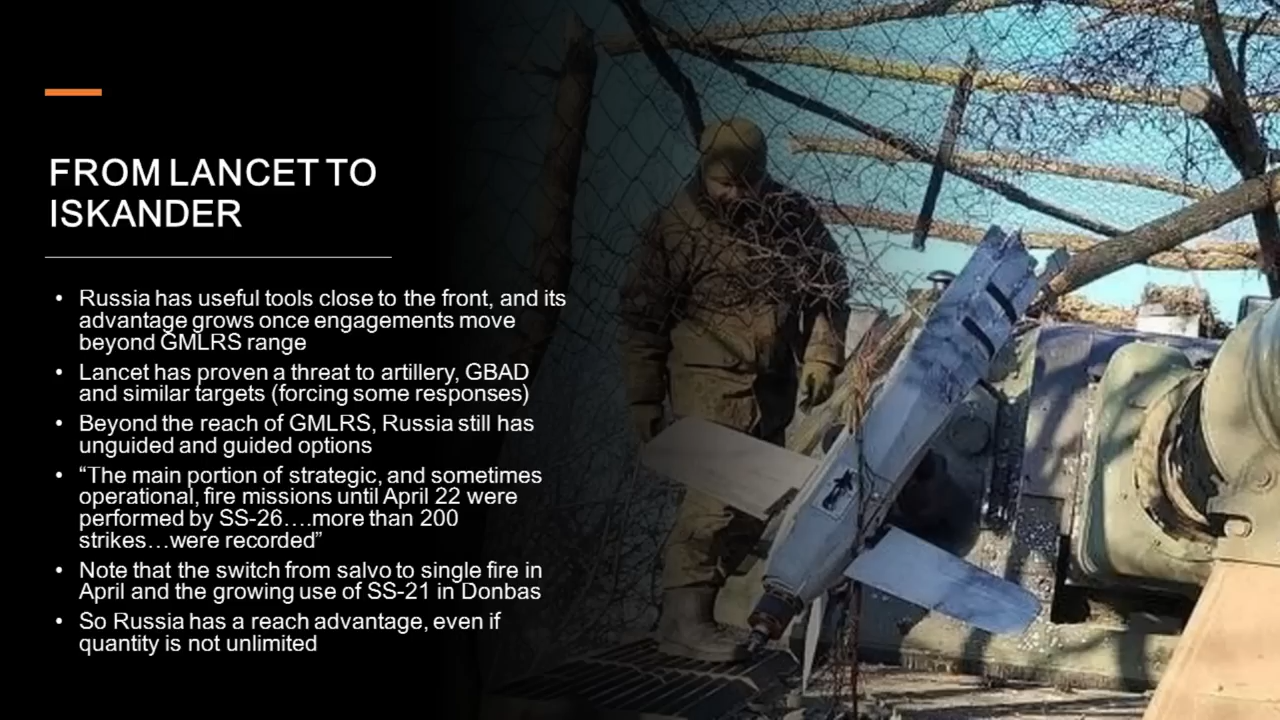 FROM LANCET TO
ISKANDER
• Russia has useful tools close to the front, and its
advantage grows once engagements move
beyond GMLRS range
• Lancet has proven a threat to artillery, GBAD
and similar targets (forcing some responses)
• Beyond the reach of GMLRS, Russia still has
unguided and guided options
• “The main portion of strategic, and sometimes
operational, fire missions until April 22 were
performed by SS-26….more than 200
strikes…were recorded”
• Note that the switch from salvo to single fire in
April and the growing use of SS-21 in Donbas
• So Russia has a reach advantage, even if
quantity is not unlimited